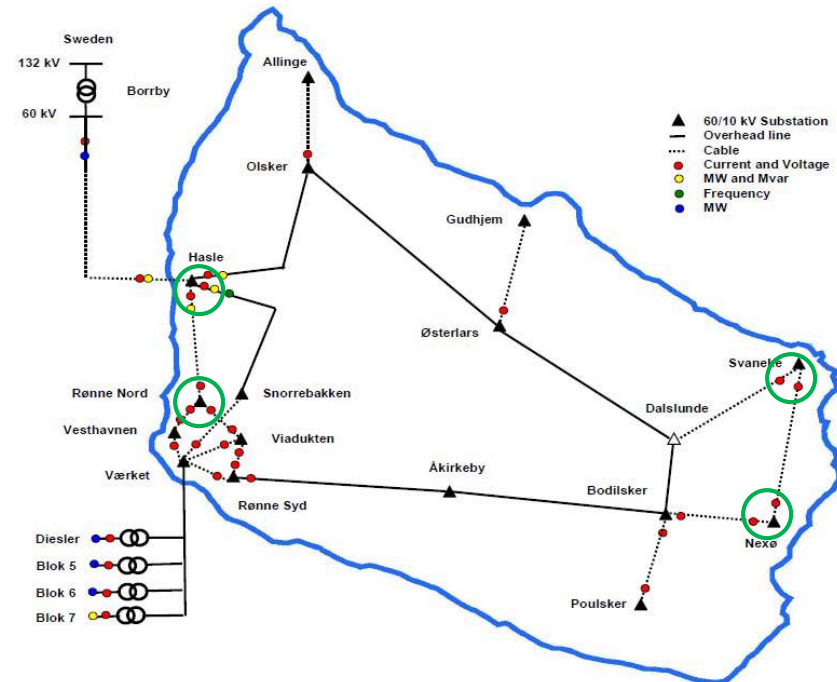 Sweden
132 kV
Borrby
60 kV
Allinge
Olsker
60/10 kV Substation
Overhead line
Cable
Current and Voltage
MW and Mvar
Frequency
MW
Gudhjem
Hasle
Østerlars
Svaneke
Rønne Nord
Snorrebakken
Dalslunde
Vesthavnen
Viadukten
Værket
Åkirkeby
Bodilsker
Rønne Syd
Nexø
Diesler
Blok 5
Blok 6
Blok 7
Poulsker